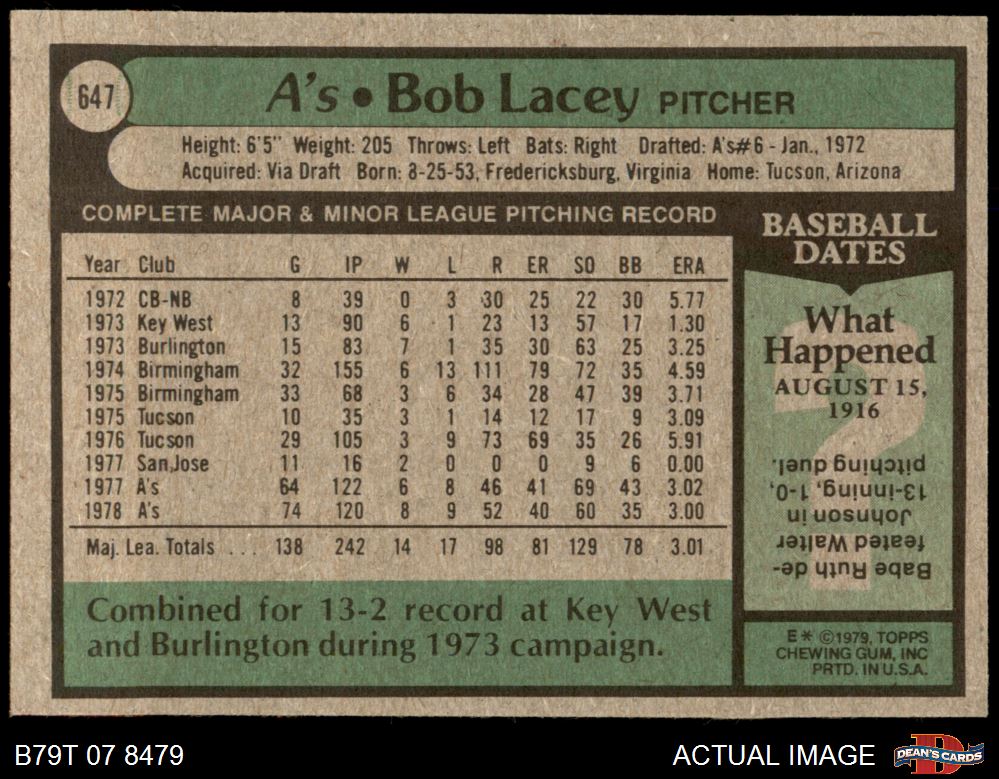 647
A's • Bob Lacey PITCHER
Height: 6'5" Weight: 205 Throws: Left Bats: Right Drafted: A's#6 - Jan., 1972
Acquired: Via Draft Born: 8-25-53, Fredericksburg, Virginia Home: Tucson, Arizona
COMPLETE MAJOR & MINOR LEAGUE PITCHING RECORD
Year Club G IP W L R ER SO BB ERA
1972 CB-NB 8 39 0 3 30 25 22 30 5.77
1973 Key West 13 90 6 1 23 13 57 17 1.30
1973 Burlington 15 83 7 1 35 30 63 25 3.25
1974 Birmingham 32 155 6 13 111 79 72 35 4.59
1975 Birmingham 33 68 3 6 34 28 47 39 3.71
1975 Tucson 10 35 3 1 14 12 17 9 3.09
1976 Tucson 29 105 3 9 73 69 35 26 5.91
1977 San Jose 11 16 2 0 0 0 9 6 0.00
1977 A's 64 122 6 8 46 41 69 43 3.02
1978 A's 74 120 8 9 52 40 60 35 3.00
Maj. Lea. Totals . . . 138 242 14 17 98 81 129 78 3.01
Combined for 13-2 record at Key West
and Burlington during 1973 campaign.
BASEBALL
DATES
What
Happened
AUGUST 15,
1916
Babe Ruth de-
feated Walter
Johnson in
13-inning, 1-0,
pitching duel.
E * ©1979, TOPPS
CHEWING GUM, INC
PRTD. IN U.S.A.
B79T 07 8479
ACTUAL IMAGE
DEAN'S CARDS